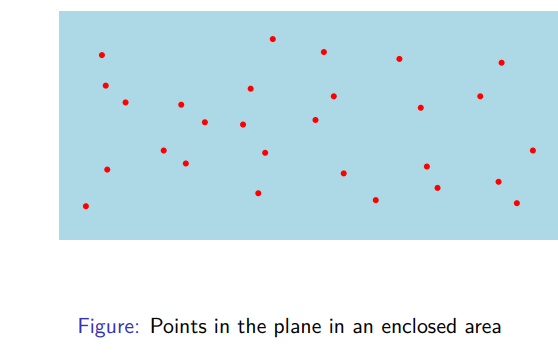 Figure: Points in the plane in an enclosed area